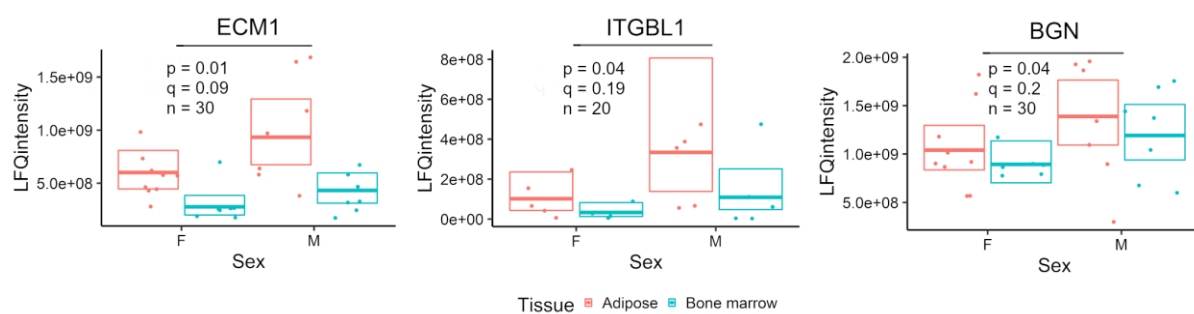 ECM1
p = 0.01
q = 0.09
n = 30
LFQintensity
1.5e+09
1.0e+09
5.0e+08
F
M
Sex
ITGBL1
p = 0.04
q = 0.19
n = 20
LFQintensity
8e+08
6e+08
4e+08
2e+08
0e+00
F
M
Sex
BGN
p = 0.04
q = 0.2
n = 30
LFQintensity
2.0e+09
1.5e+09
1.0e+09
5.0e+08
F
M
Sex
Tissue Adipose Bone marrow